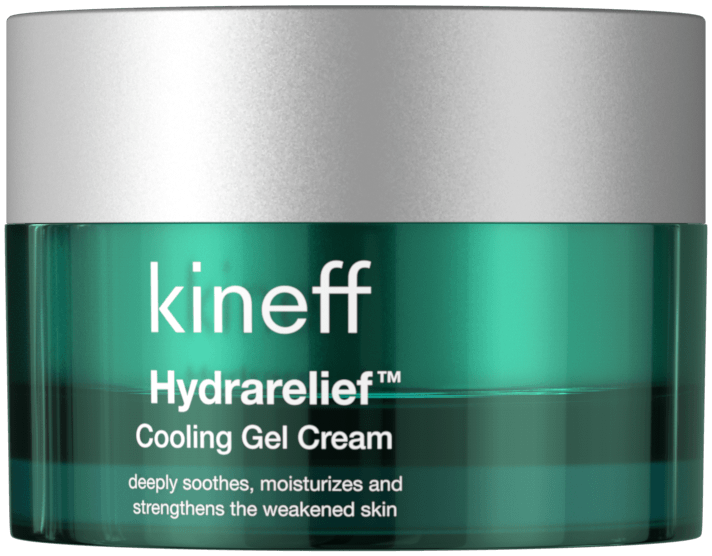 kineff
Hydrarelief™
Cooling Gel Cream
deeply soothes, moisturizes and
strengthens the weakened skin